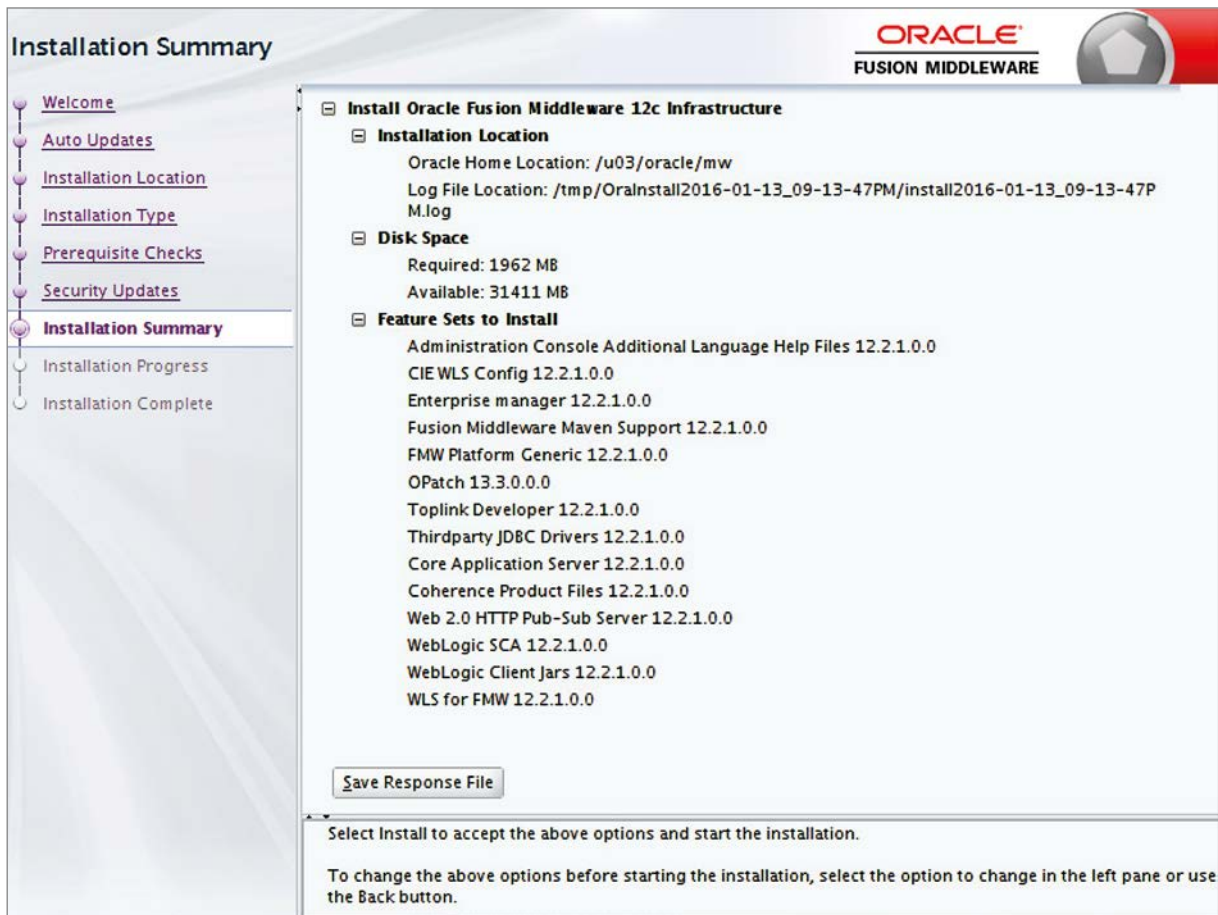 Installation Summary
ORACLE
FUSION MIDDLEWARE
Welcome
Auto Updates
Installation Location
Installation Type
Prerequisite Checks
Security Updates
Installation Summary
Installation Progress
Installation Complete
Install Oracle Fusion Middleware 12c Infrastructure
Installation Location
Oracle Home Location: /u03/oracle/mw
Log File Location: /tmp/OraInstall2016-01-13_09-13-47PM/install2016-01-13_09-13-47P
M.log
Disk Space
Required: 1962 MB
Available: 31411 MB
Feature Sets to Install
Administration Console Additional Language Help Files 12.2.1.0.0
CIE WLS Config 12.2.1.0.0
Enterprise manager 12.2.1.0.0
Fusion Middleware Maven Support 12.2.1.0.0
FMW Platform Generic 12.2.1.0.0
OPatch 13.3.0.0.0
Toplink Developer 12.2.1.0.0
Thirdparty JDBC Drivers 12.2.1.0.0
Core Application Server 12.2.1.0.0
Coherence Product Files 12.2.1.0.0
Web 2.0 HTTP Pub-Sub Server 12.2.1.0.0
WebLogic SCA 12.2.1.0.0
WebLogic Client Jars 12.2.1.0.0
WLS for FMW 12.2.1.0.0
Save Response File
Select Install to accept the above options and start the installation.
To change the above options before starting the installation, select the option to change in the left pane or use
the Back button.